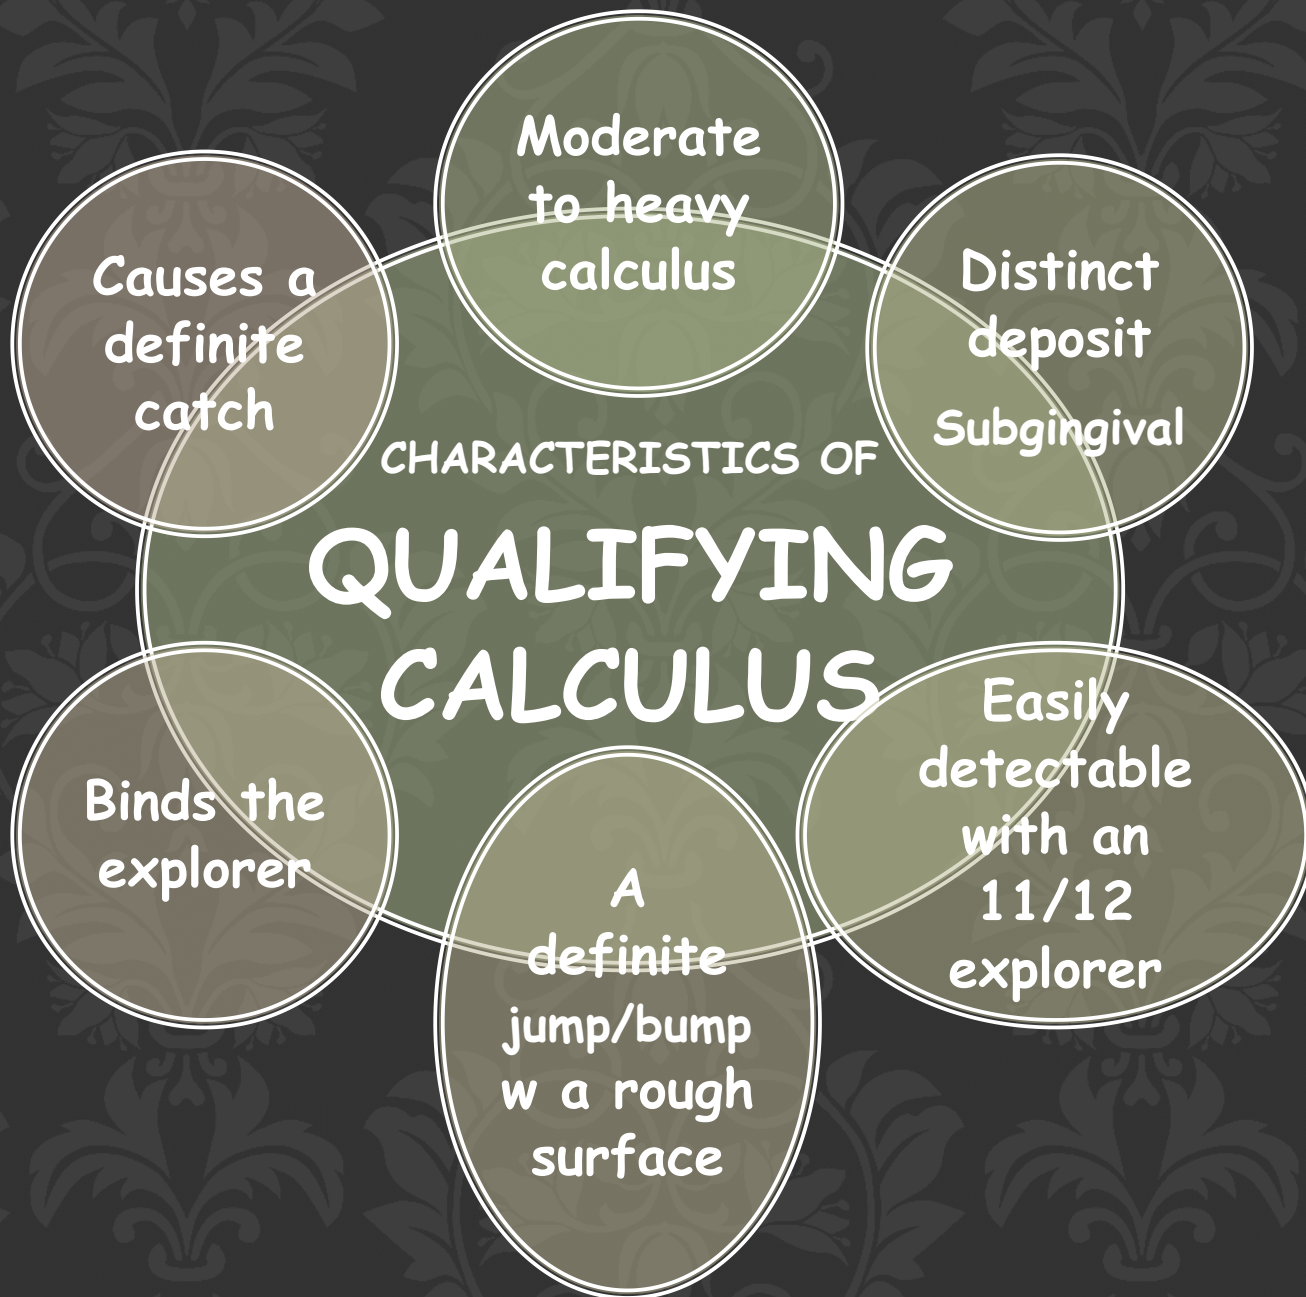 Moderate
to heavy
calculus
Causes a
definite
catch
Distinct
deposit
Subgingival
CHARACTERISTICS OF
QUALIFYING
CALCULUS
Binds the
explorer
A
definite
jump/bump
w a rough
surface
Easily
detectable
with an
11/12
explorer